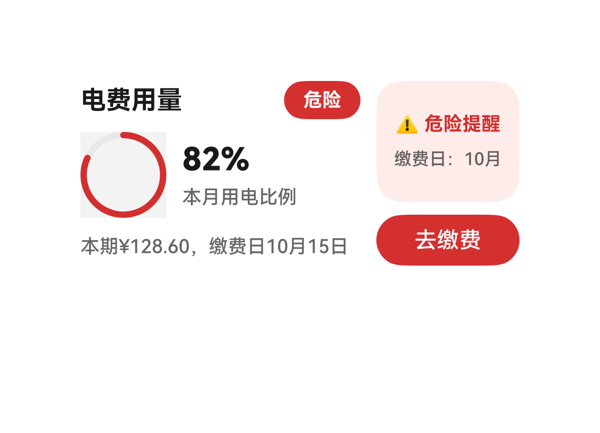 电费用量
危险
82%
本月用电比例
本期¥128.60，缴费日10月15日
⚠️ 危险提醒
缴费日：10月
去缴费